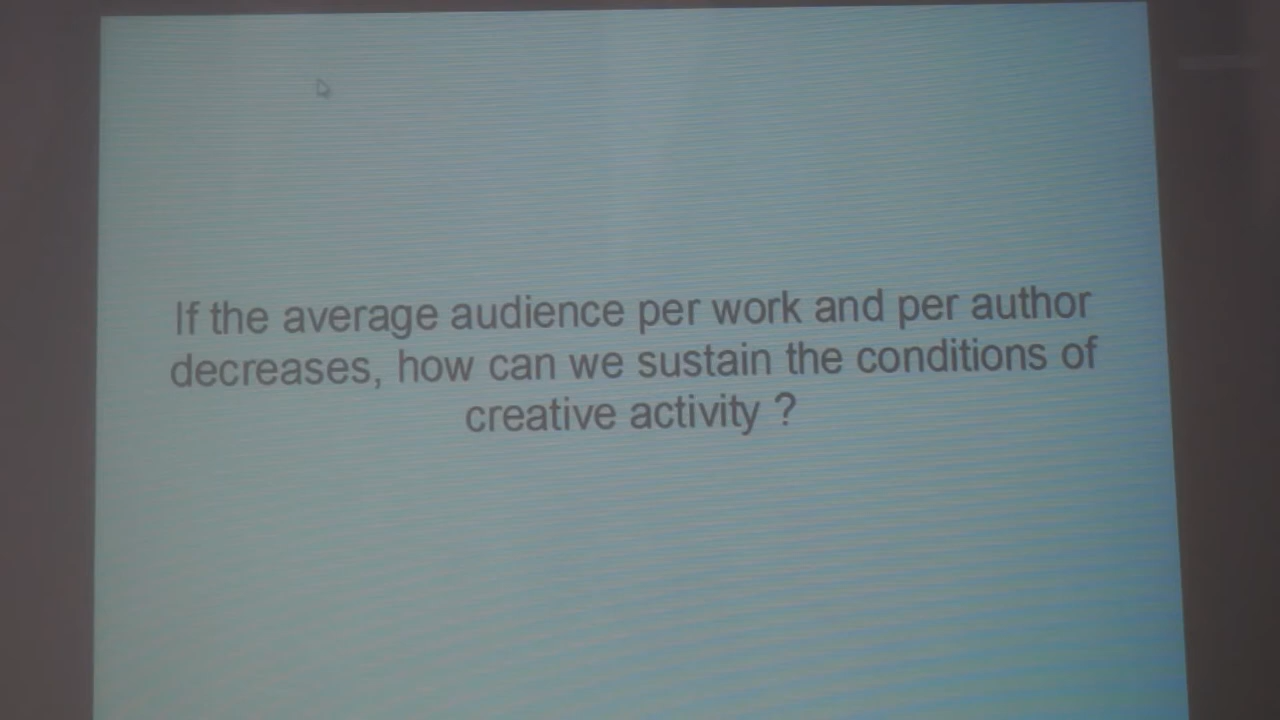 If the average audience per work and per author
decreases, how can we sustain the conditions of
creative activity ?